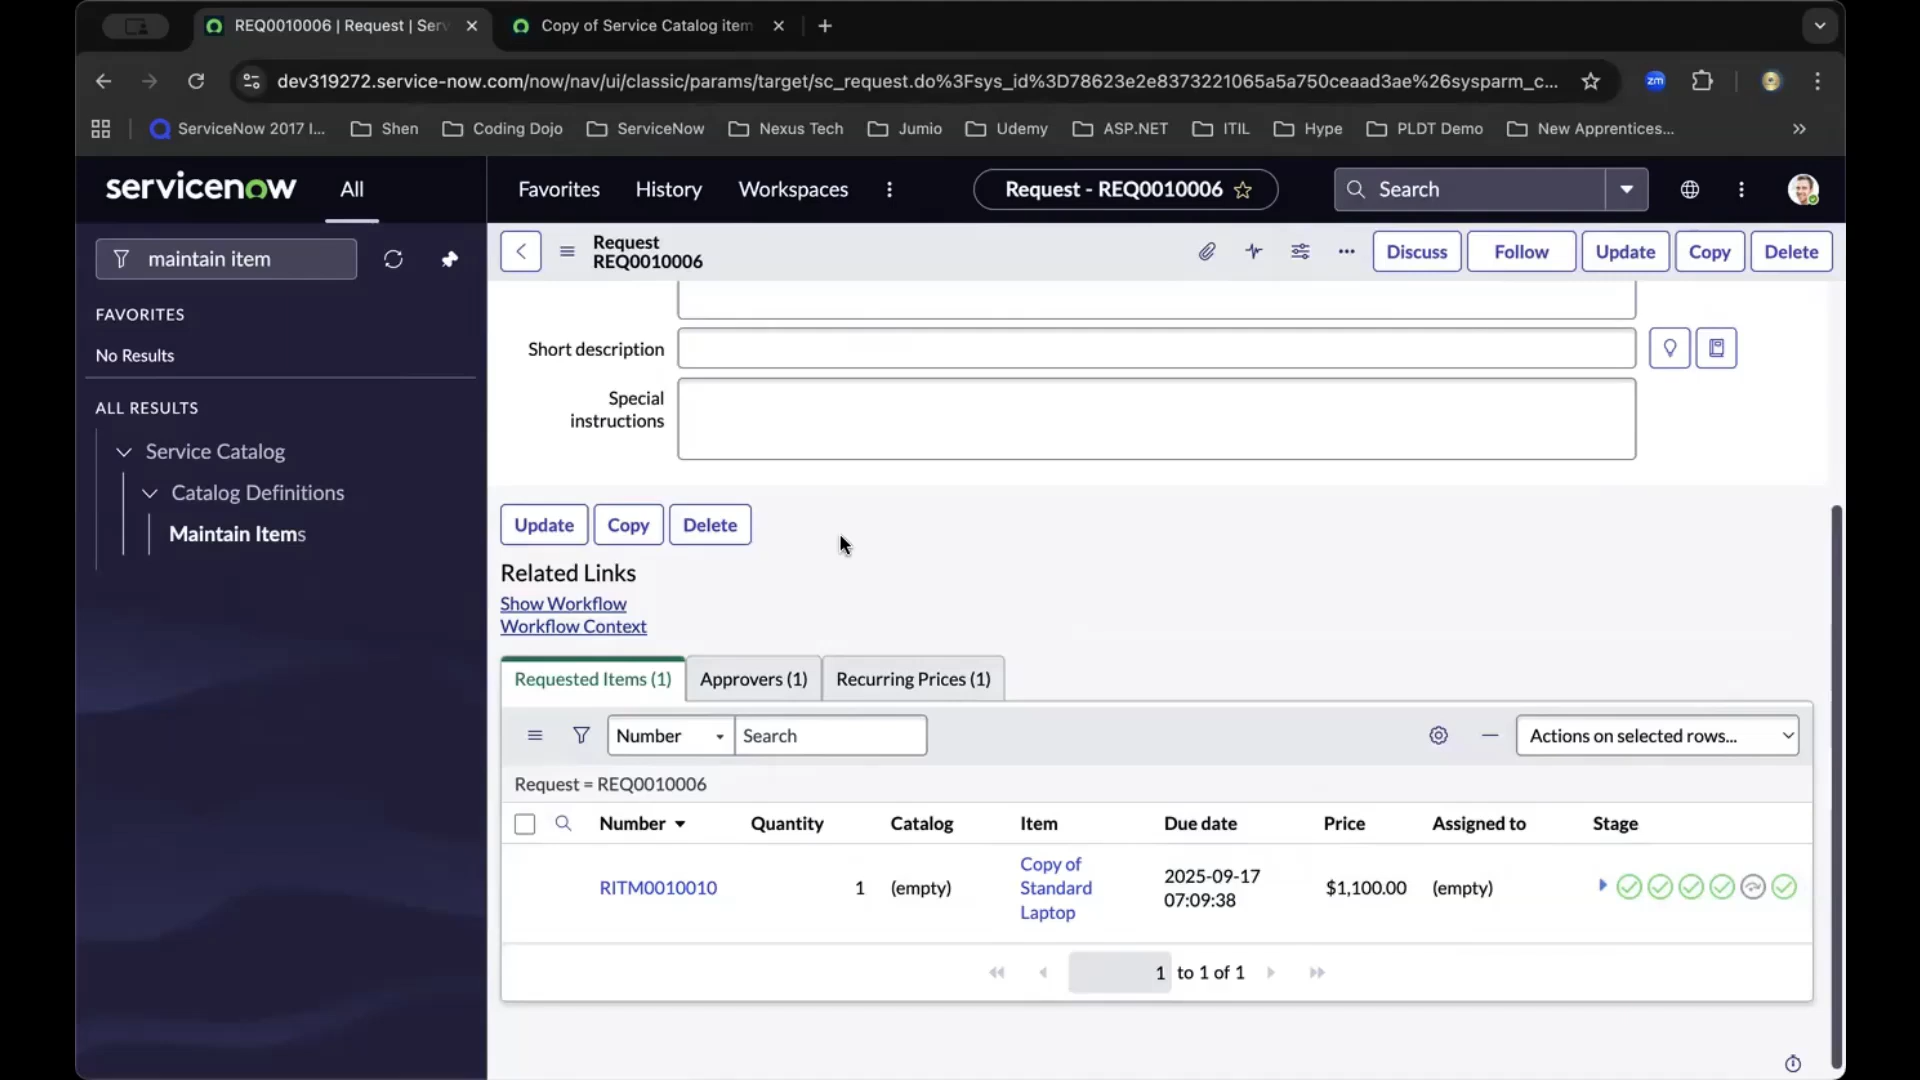 REQ0010006 | Request | Serv
Copy of Service Catalog item
dev319272.service-now.com/now/nav/ui/classic/params/target/sc_request.do%3Fsys_id%3D78623e2e8373221065a5a750ceaad3ae%26sysparm_c...
zm
ServiceNow 2017 I...
Shen
Coding Dojo
ServiceNow
Nexus Tech
Jumio
Udemy
ASP.NET
ITIL
Hype
PLDT Demo
New Apprentices...
servicenow
All
Favorites
History
Workspaces
Request - REQ0010006
Search
maintain item
FAVORITES
No Results
ALL RESULTS
Service Catalog
Catalog Definitions
Maintain Items
Request
REQ0010006
Discuss
Follow
Update
Copy
Delete
Short description
Special
instructions
Update
Copy
Delete
Related Links
Show Workflow
Workflow Context
Requested Items (1)
Approvers (1)
Recurring Prices (1)
Number
Search
Actions on selected rows...
Request = REQ0010006
Number
Quantity
Catalog
Item
Due date
Price
Assigned to
Stage
RITM0010010
1
(empty)
Copy of
Standard
Laptop
2025-09-17
07:09:38
$1,100.00
(empty)
1 to 1 of 1